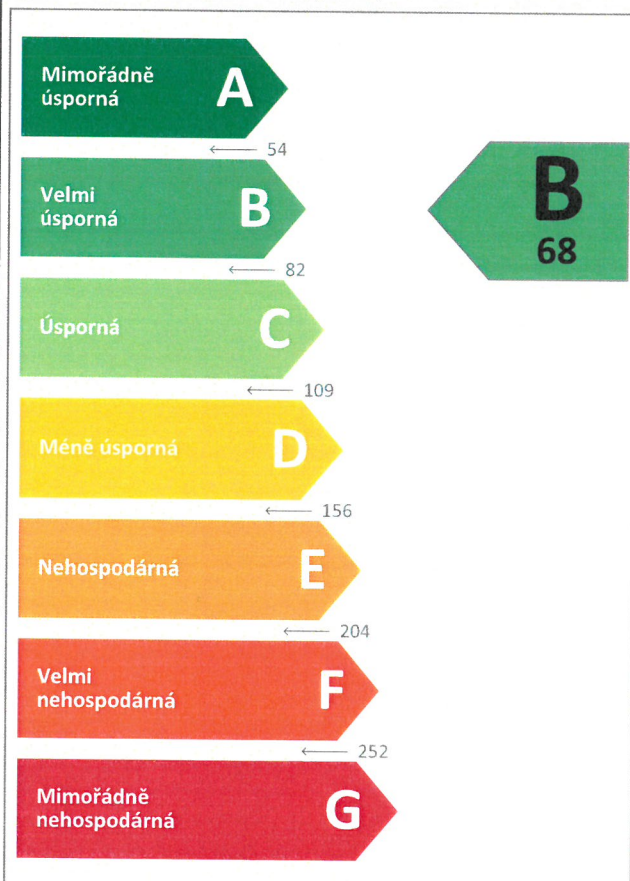 Mimořádně
úsporná
A
54
Velmi
úsporná
B
B
68
82
Úsporná
C
109
Méně úsporná
D
156
Nehospodárná
E
204
Velmi
nehospodárná
F
252
Mimořádně
nehospodárná
G